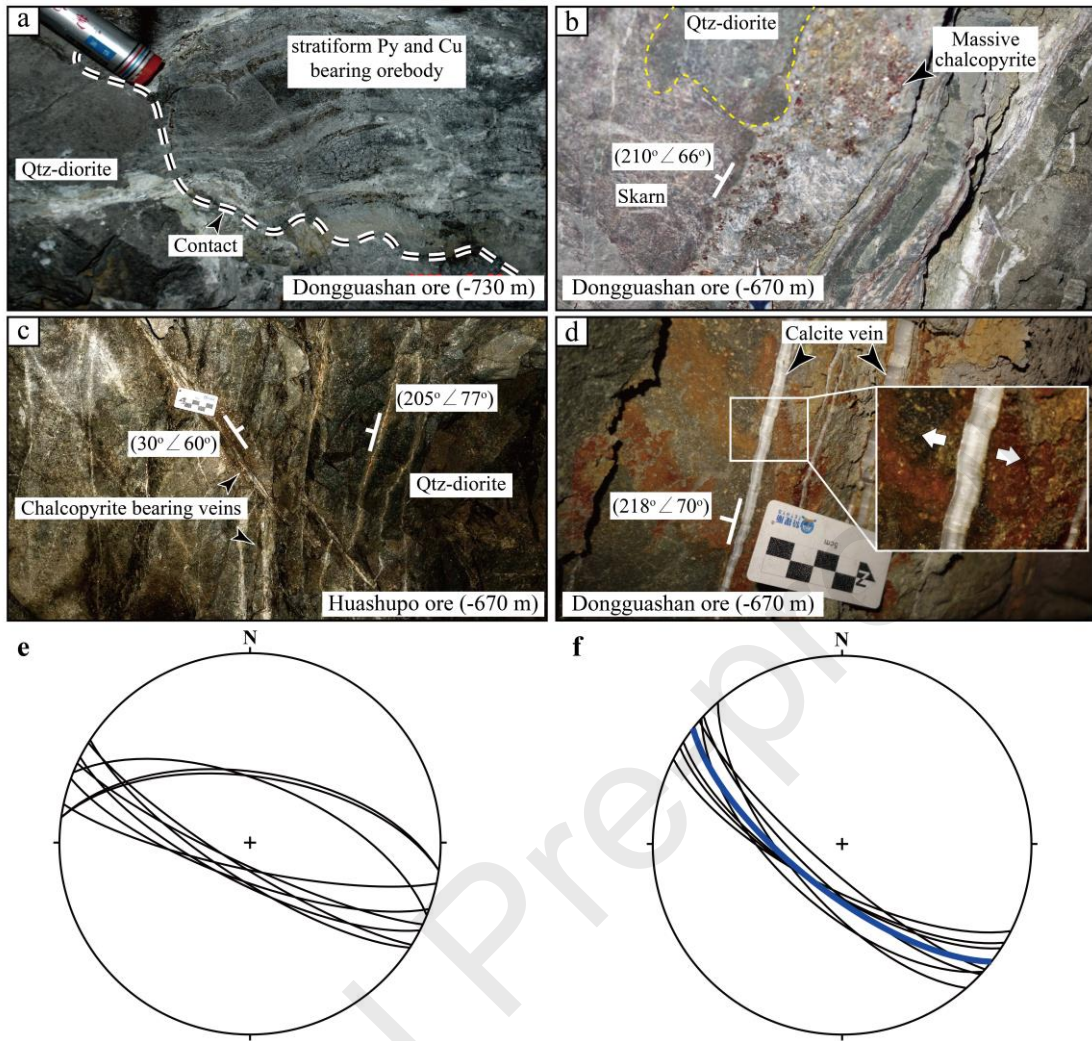 a
stratiform Py and Cu
bearing orebody
Qtz-diorite
Contact
Dongguashan ore (-730 m)
b
Qtz-diorite
Massive
chalcopyrite
(210°∠66°)
Skarn
Dongguashan ore (-670 m)
c
(205°∠77°)
(30°∠60°)
Qtz-diorite
Chalcopyrite bearing veins
Huashupo ore (-670 m)
d
Calcite vein
(218°∠70°)
5cm
N
Dongguashan ore (-670 m)
e
N
f
N